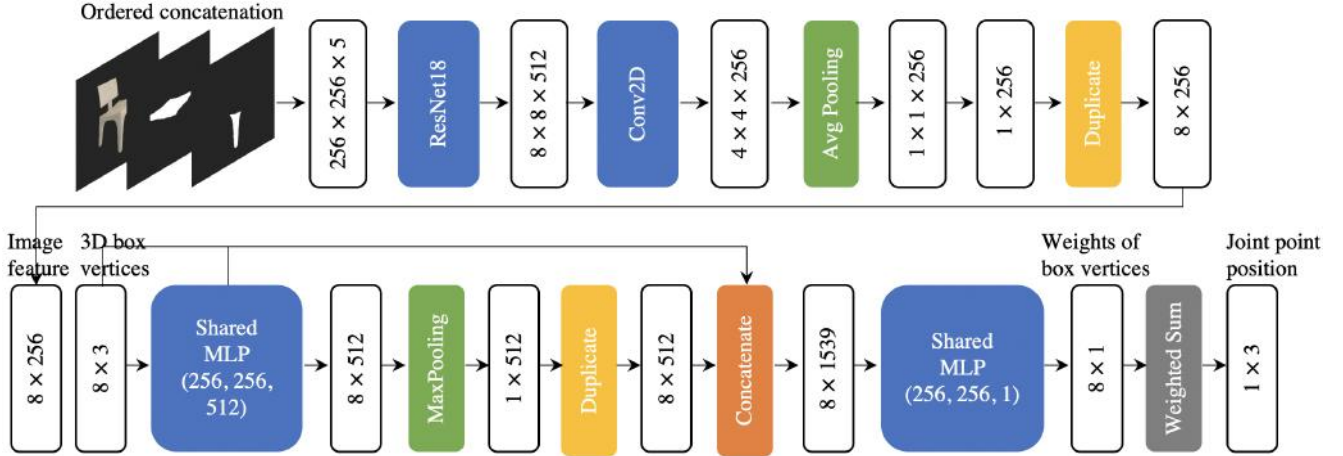 Ordered concatenation
256 × 256 × 5
ResNet18
8 × 8 × 512
Conv2D
4 × 4 × 256
Avg Pooling
1 × 1 × 256
1 × 256
Duplicate
8 × 256
Image
feature
3D box
vertices
Weights of
box vertices
Joint point
position
8 × 256
8 × 3
Shared
MLP
(256, 256,
512)
8 × 512
MaxPooling
1 × 512
Duplicate
8 × 512
Concatenate
8 × 1539
Shared
MLP
(256, 256, 1)
8 × 1
Weighted Sum
1 × 3